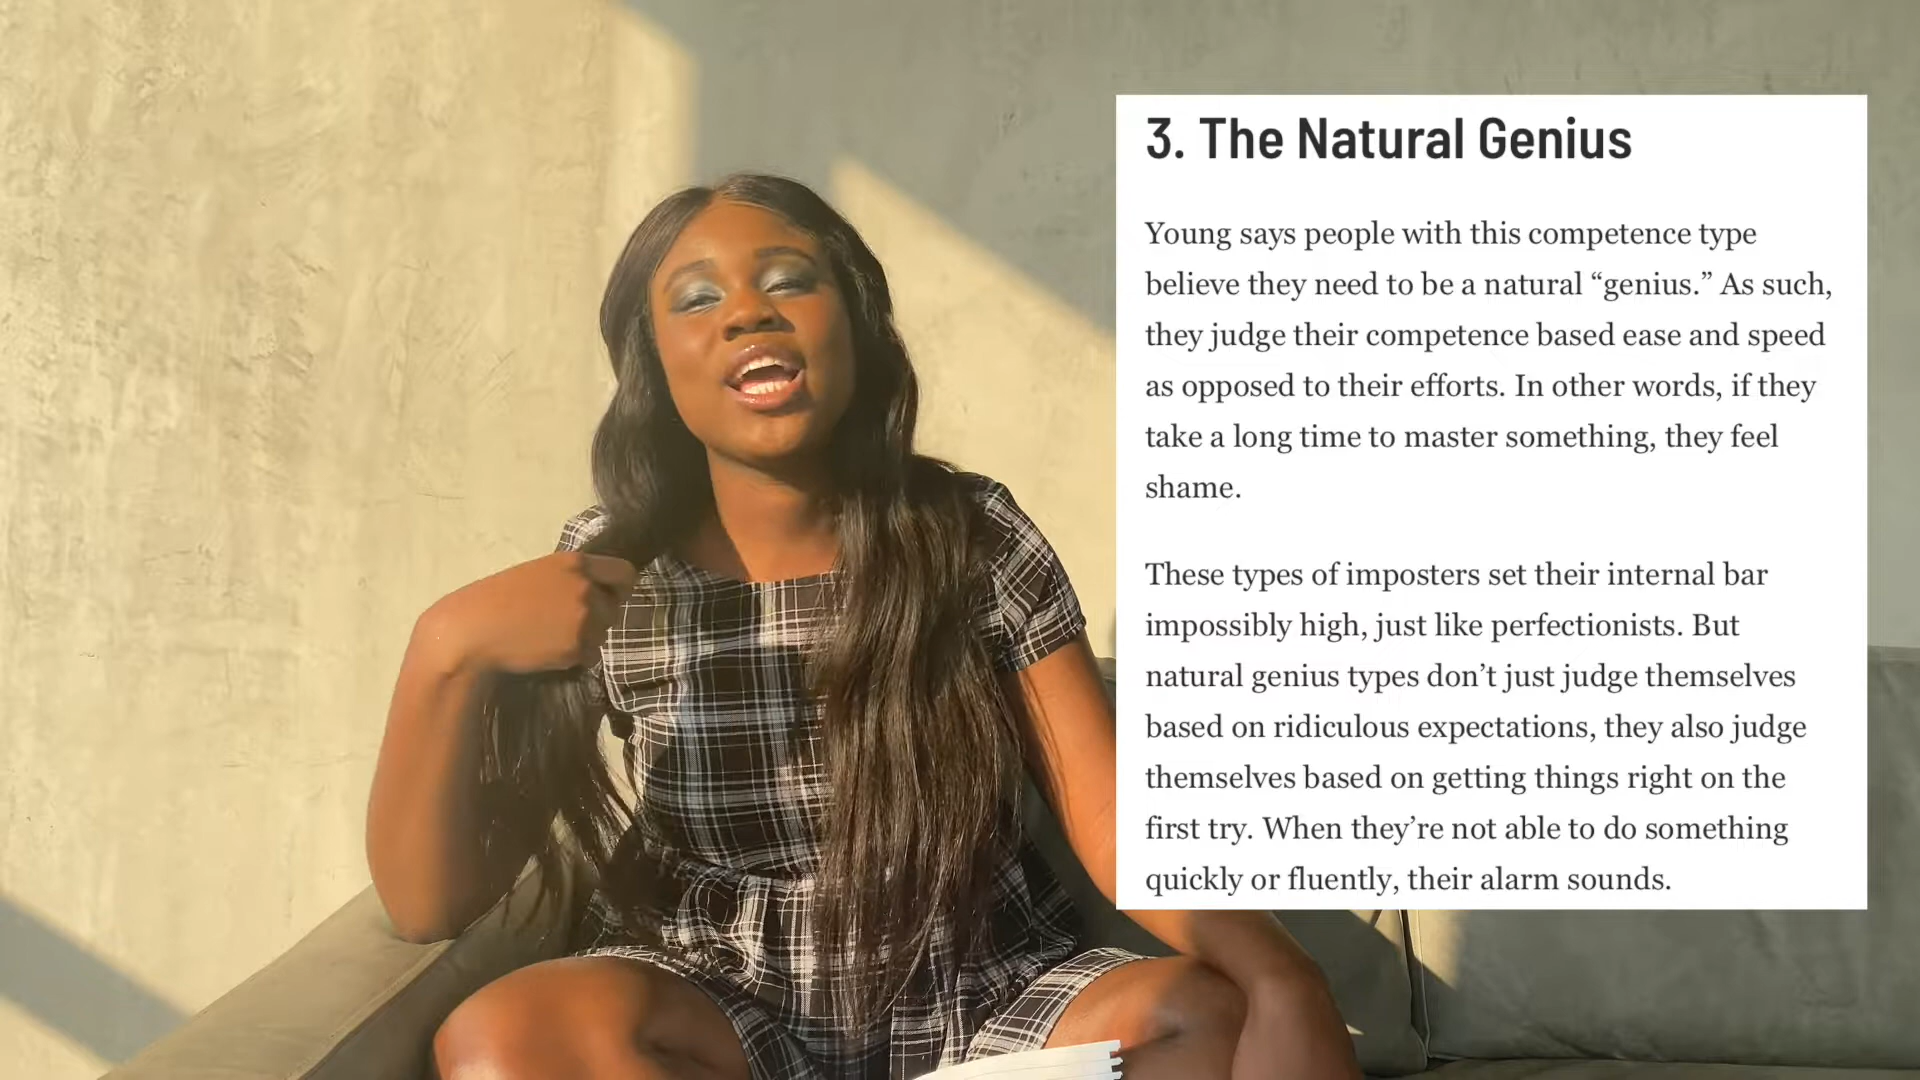 3. The Natural Genius
Young says people with this competence type
believe they need to be a natural “genius.” As such,
they judge their competence based ease and speed
as opposed to their efforts. In other words, if they
take a long time to master something, they feel
shame.
These types of imposters set their internal bar
impossibly high, just like perfectionists. But
natural genius types don’t just judge themselves
based on ridiculous expectations, they also judge
themselves based on getting things right on the
first try. When they’re not able to do something
quickly or fluently, their alarm sounds.